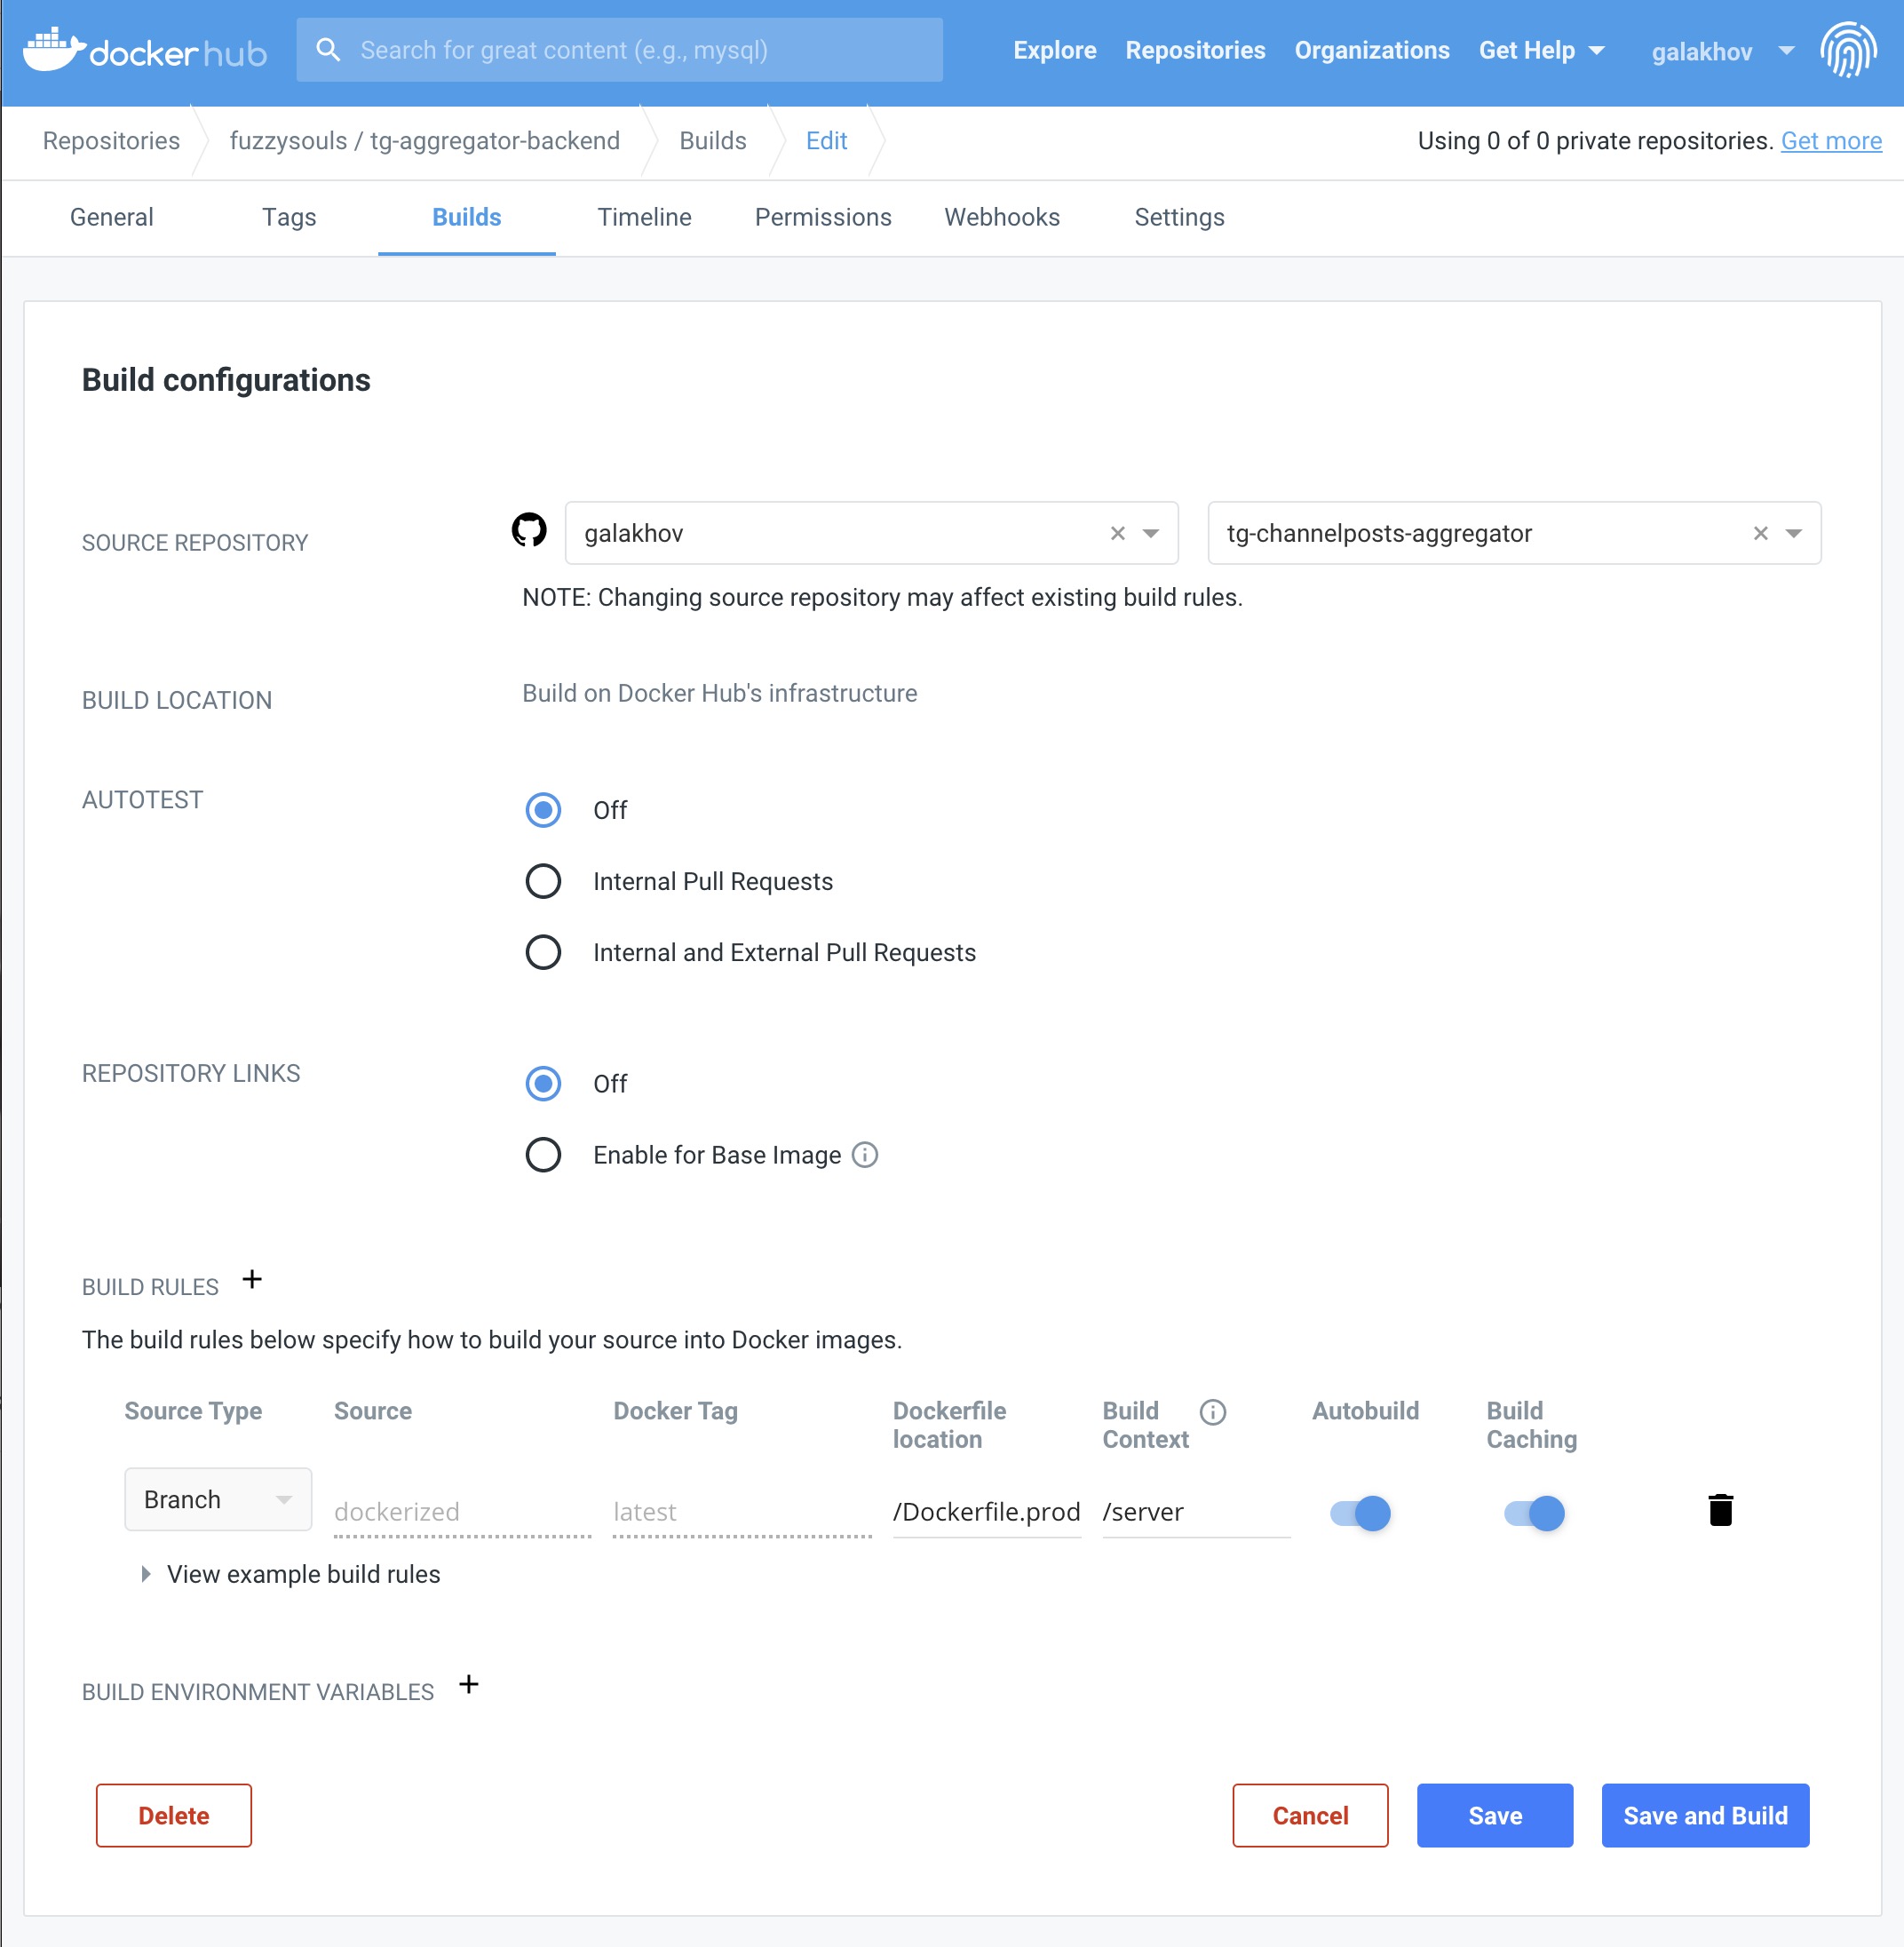 docker hub
Search for great content (e.g., mysql)
Explore Repositories Organizations Get Help galakhov
Repositories fuzzysouls / tg-aggregator-backend Builds Edit Using 0 of 0 private repositories. Get more
General Tags Builds Timeline Permissions Webhooks Settings
Build configurations
SOURCE REPOSITORY galakhov tg-channelposts-aggregator
NOTE: Changing source repository may affect existing build rules.
BUILD LOCATION Build on Docker Hub's infrastructure
AUTOTEST Off
Internal Pull Requests
Internal and External Pull Requests
REPOSITORY LINKS Off
Enable for Base Image
BUILD RULES +
The build rules below specify how to build your source into Docker images.
Source Type Source Docker Tag Dockerfile location Build Context Autobuild Build Caching
Branch dockerized latest /Dockerfile.prod /server
View example build rules
BUILD ENVIRONMENT VARIABLES +
Delete Cancel Save Save and Build